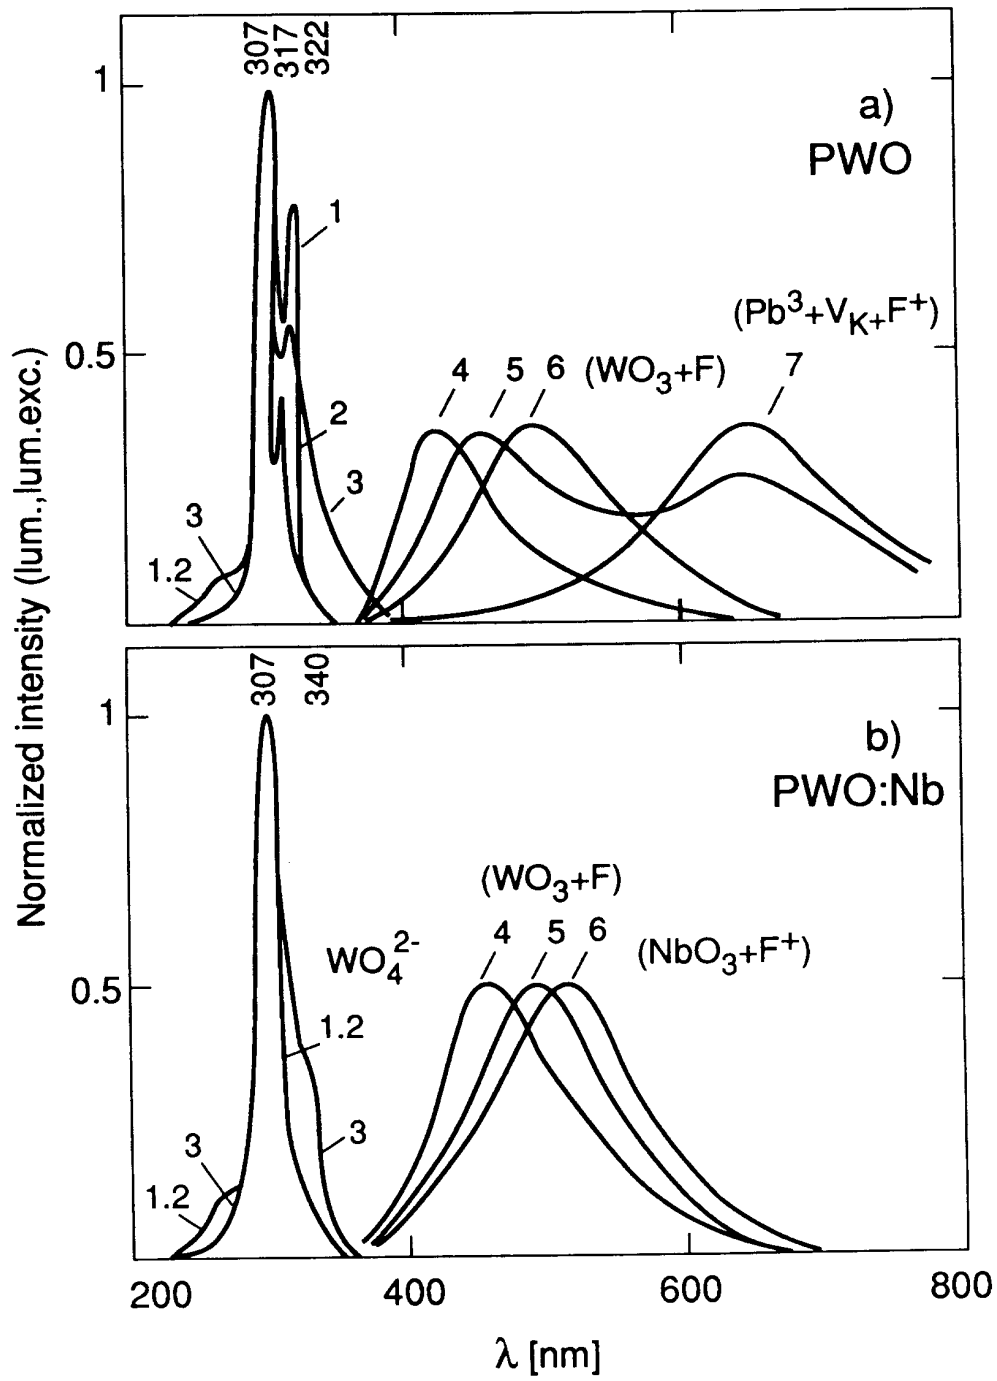 Normalized intensity (lum.,lum.exc.)
307
317
322
1
0.5
a)
PWO
1
(Pb³+V_K+F⁺)
4 5 6 (WO₃+F) 7
2
3
3
1.2
307
340
1
0.5
b)
PWO:Nb
(WO₃+F)
4 5 6 (NbO₃+F⁺)
WO₄²⁻
1.2
3
3
1.2
200 400 600 800
λ [nm]